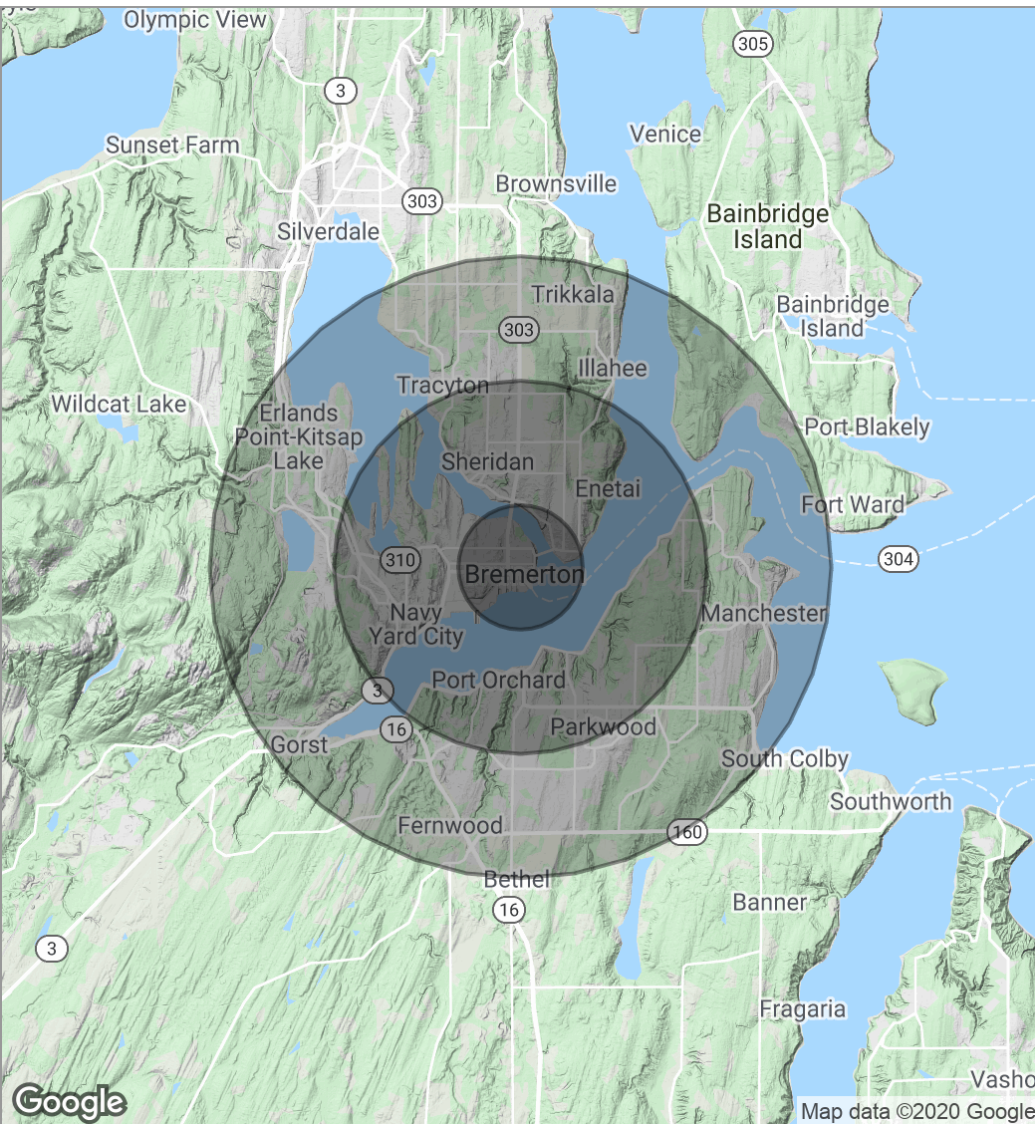 Olympic View
305
3
Venice
Sunset Farm
Brownsville
303
Bainbridge
Island
Silverdale
Trikkala
Bainbridge
Island
303
Illahee
Tracyton
Wildcat Lake
Erlands
Point-Kitsap
Lake
Port Blakely
Sheridan
Enetai
Fort Ward
310
304
Bremerton
Navy
Yard City
Manchester
Port Orchard
3
16
Parkwood
Gorst
South Colby
Southworth
Fernwood
160
Bethel
Banner
16
3
Fragaria
Vasho
Google
Map data ©2020 Google